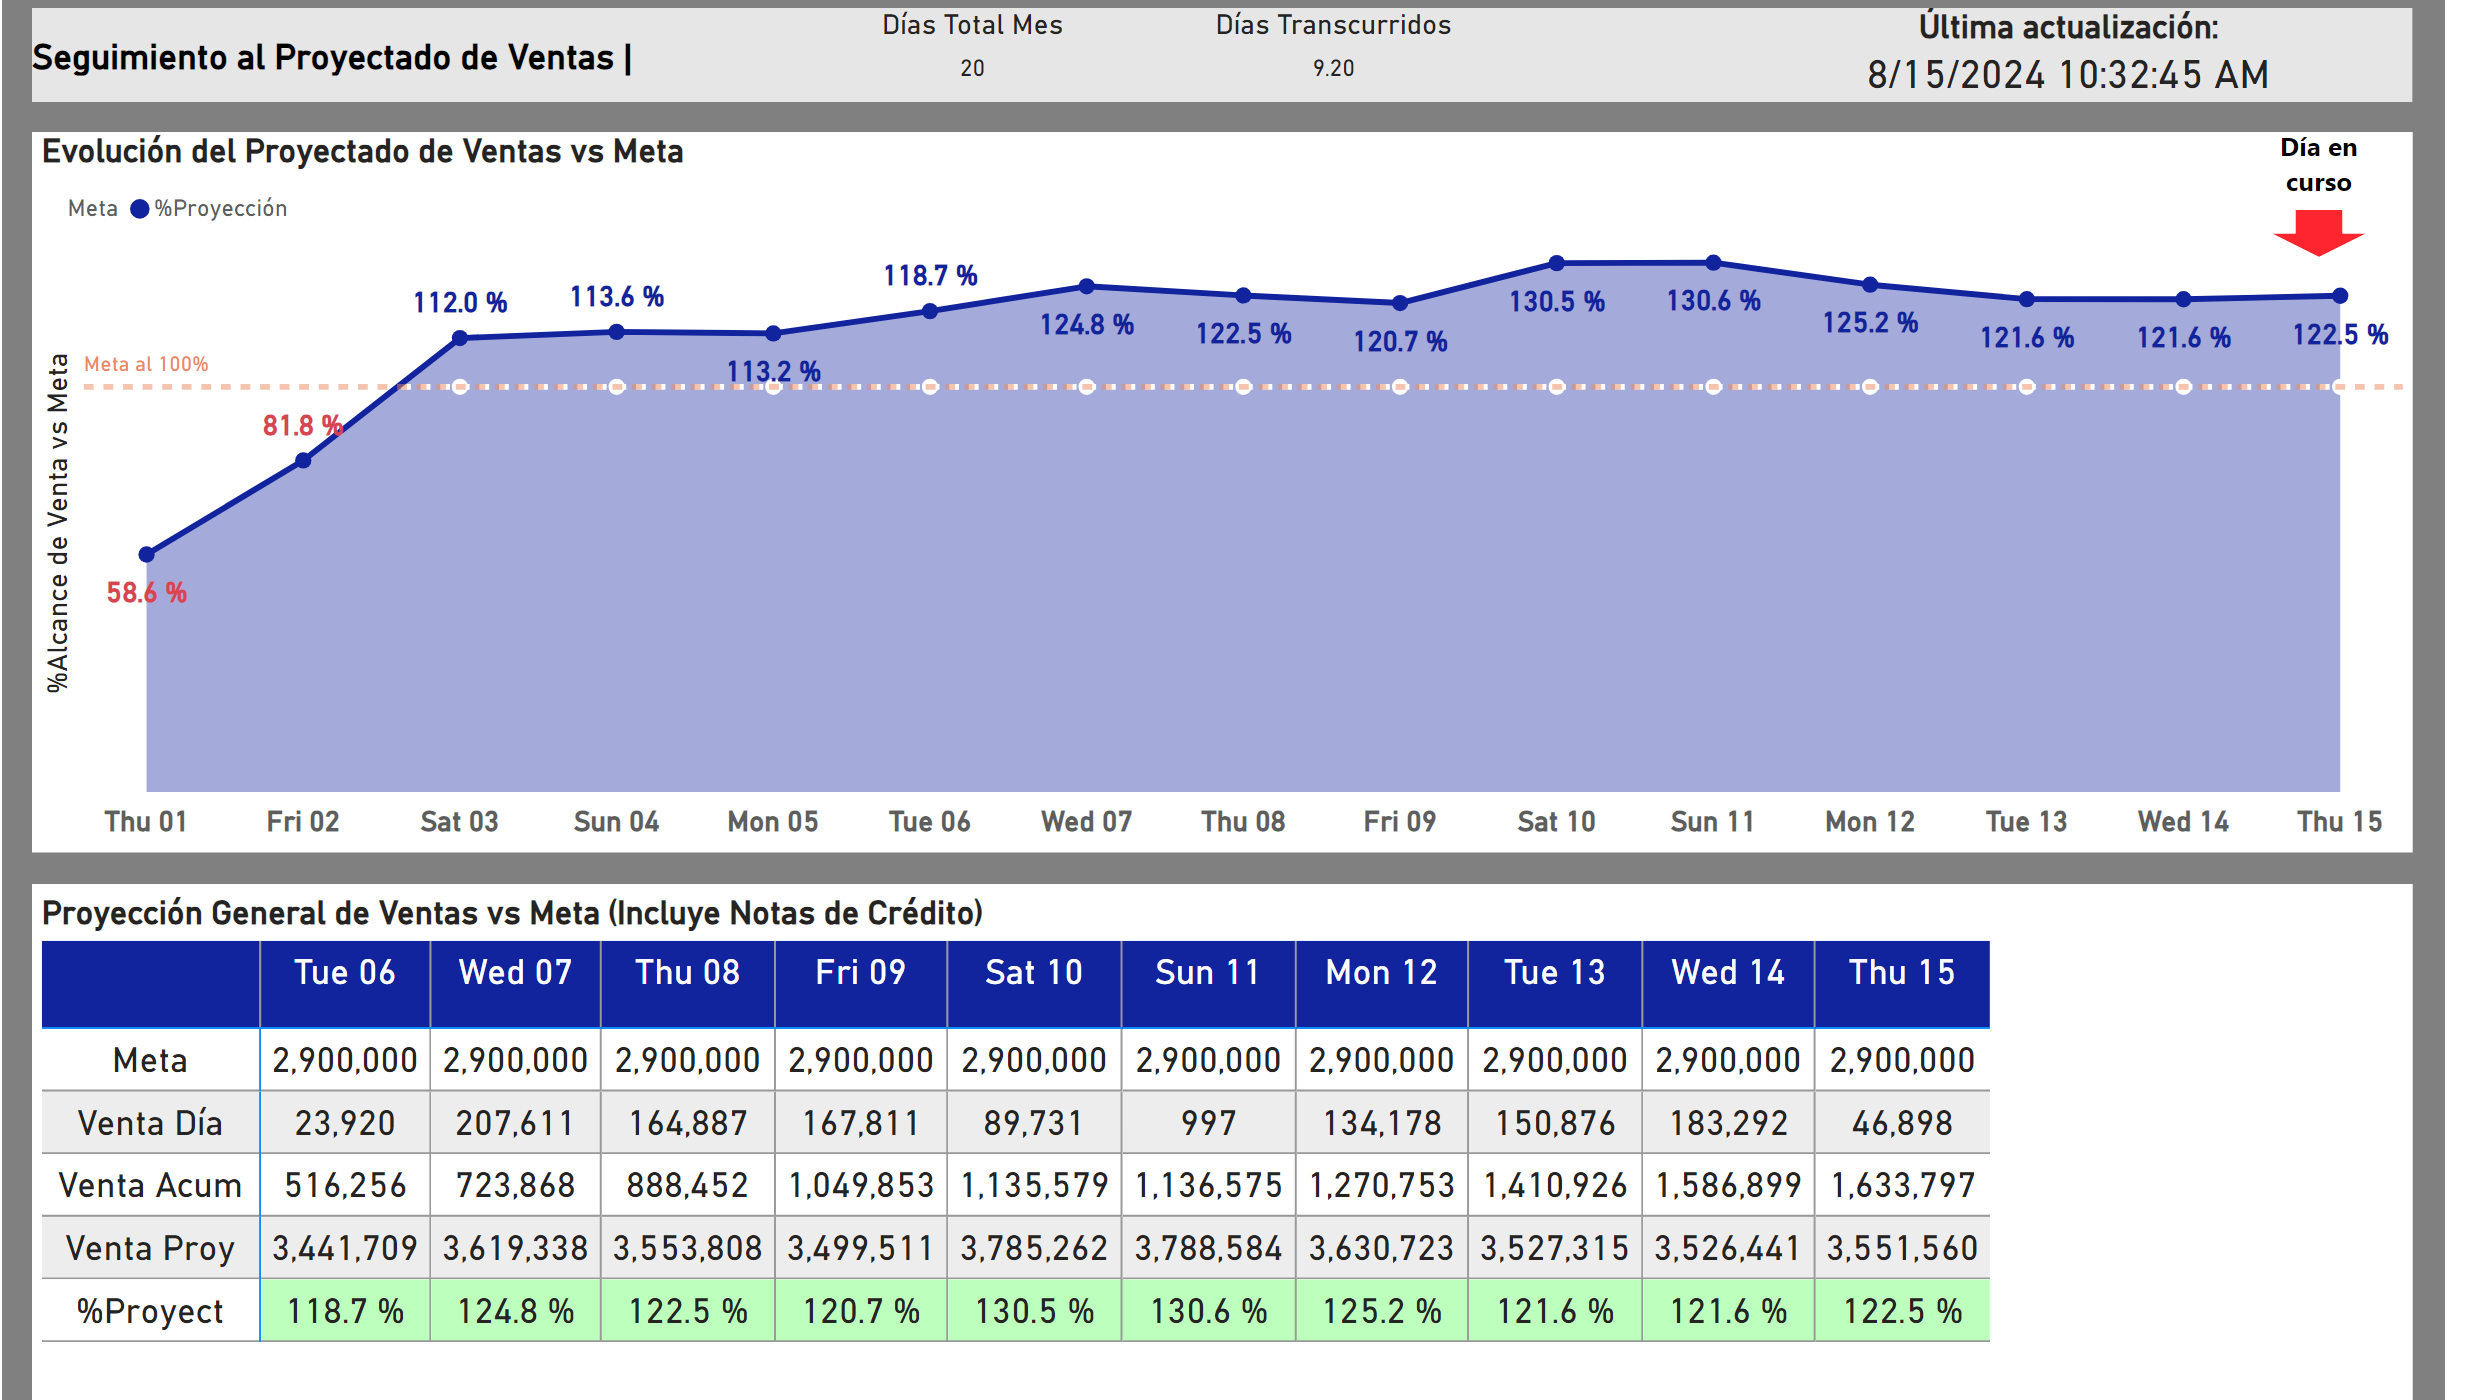 Seguimiento al Proyectado de Ventas |
Días Total Mes
20
Días Transcurridos
9.20
Última actualización:
8/15/2024 10:32:45 AM
Evolución del Proyectado de Ventas vs Meta
Meta %Proyección
Día en
curso
%Alcance de Venta vs Meta
Meta al 100%
58.6 %
81.8 %
112.0 %
113.6 %
113.2 %
118.7 %
124.8 %
122.5 %
120.7 %
130.5 %
130.6 %
125.2 %
121.6 %
121.6 %
122.5 %
Thu 01 Fri 02 Sat 03 Sun 04 Mon 05 Tue 06 Wed 07 Thu 08 Fri 09 Sat 10 Sun 11 Mon 12 Tue 13 Wed 14 Thu 15
Proyección General de Ventas vs Meta (Incluye Notas de Crédito)
Tue 06 Wed 07 Thu 08 Fri 09 Sat 10 Sun 11 Mon 12 Tue 13 Wed 14 Thu 15
Meta 2,900,000 2,900,000 2,900,000 2,900,000 2,900,000 2,900,000 2,900,000 2,900,000 2,900,000 2,900,000
Venta Día 23,920 207,611 164,887 167,811 89,731 997 134,178 150,876 183,292 46,898
Venta Acum 516,256 723,868 888,452 1,049,853 1,135,579 1,136,575 1,270,753 1,410,926 1,586,899 1,633,797
Venta Proy 3,441,709 3,619,338 3,553,808 3,499,511 3,785,262 3,788,584 3,630,723 3,527,315 3,526,441 3,551,560
%Proyect 118.7 % 124.8 % 122.5 % 120.7 % 130.5 % 130.6 % 125.2 % 121.6 % 121.6 % 122.5 %